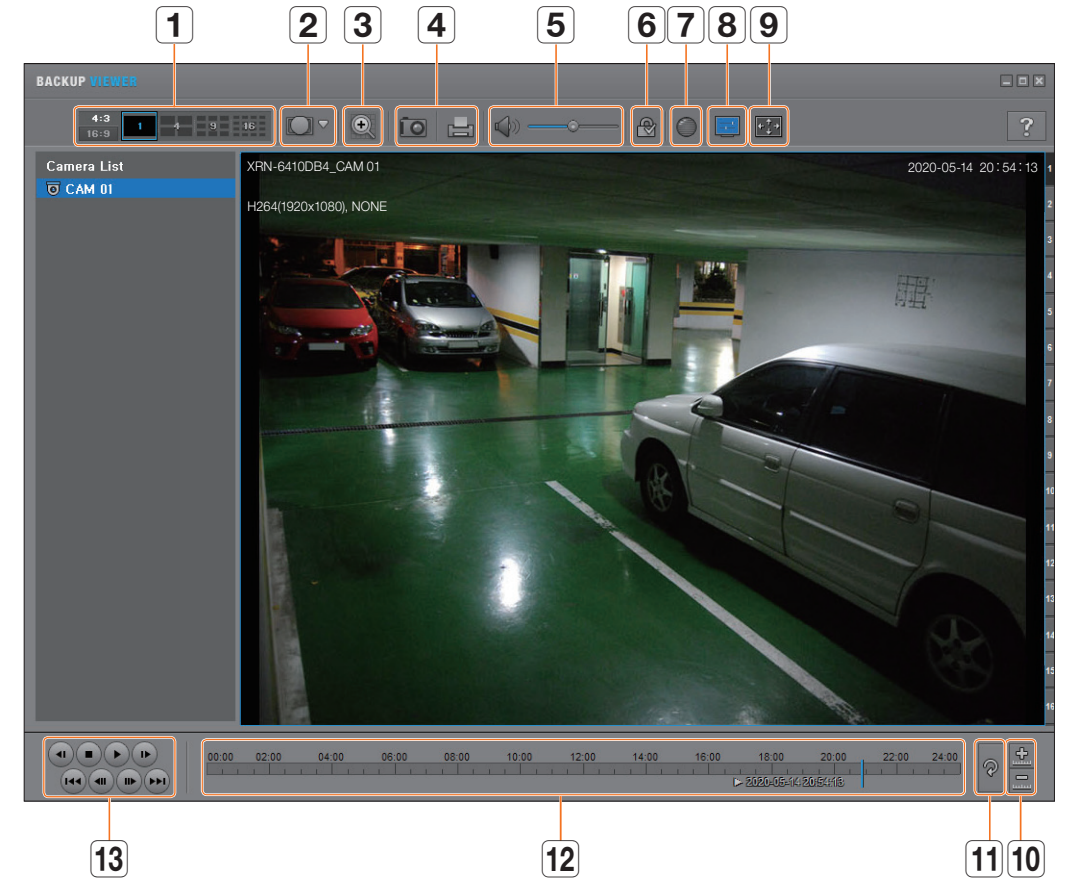 1 2 3 4 5 6 7 8 9
BACKUP VIEWER
4:3
16:9
1 4 9 16
?
Camera List
CAM 01
XRN-6410DB4_CAM 01
2020-05-14 20:54:13
H264(1920x1080), NONE
1
2
3
4
5
6
7
8
9
10
11
12
13
14
15
16
00:00 02:00 04:00 06:00 08:00 10:00 12:00 14:00 16:00 18:00 20:00 22:00 24:00
2020-05-14 20:54:13
13 12 11 10